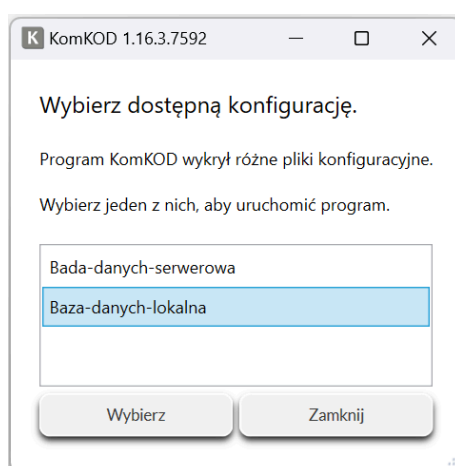 K KomKOD 1.16.3.7592
Wybierz dostępną konfigurację.
Program KomKOD wykrył różne pliki konfiguracyjne.
Wybierz jeden z nich, aby uruchomić program.
Bada-danych-serwerowa
Baza-danych-lokalna
Wybierz Zamknij